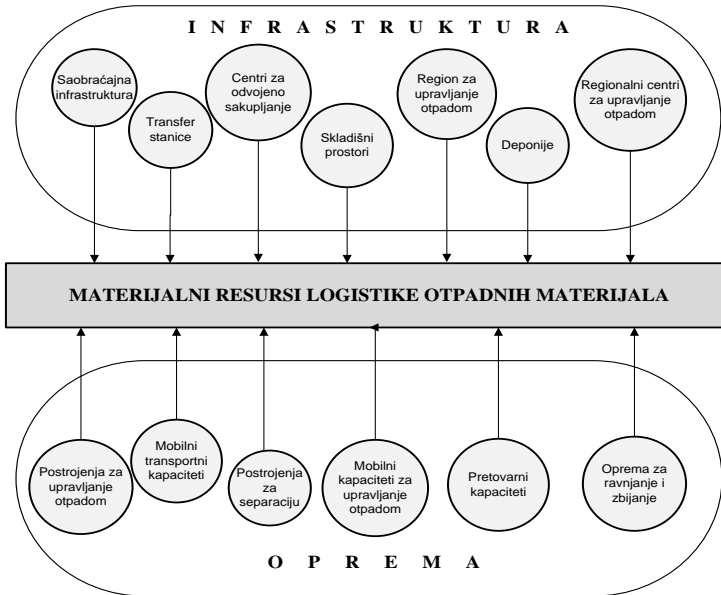 I N F R A S T R U K T U R A
Saobraćajna
infrastruktura
Transfer
stanice
Centri za
odvojeno
sakupljanje
Skladišni
prostori
Region za
upravljanje
otpadom
Deponije
Regionalni centri
za upravljanje
otpadom
MATERIJALNI RESURSI LOGISTIKE OTPADNIH MATERIJALA
Postrojenja za
upravljanje
otpadom
Mobilni
transportni
kapaciteti
Postrojenja
za
separaciju
Mobilni
kapaciteti za
upravljanje
otpadom
Pretovarni
kapaciteti
Oprema za
ravnjanje i
zbijanje
O P R E M A